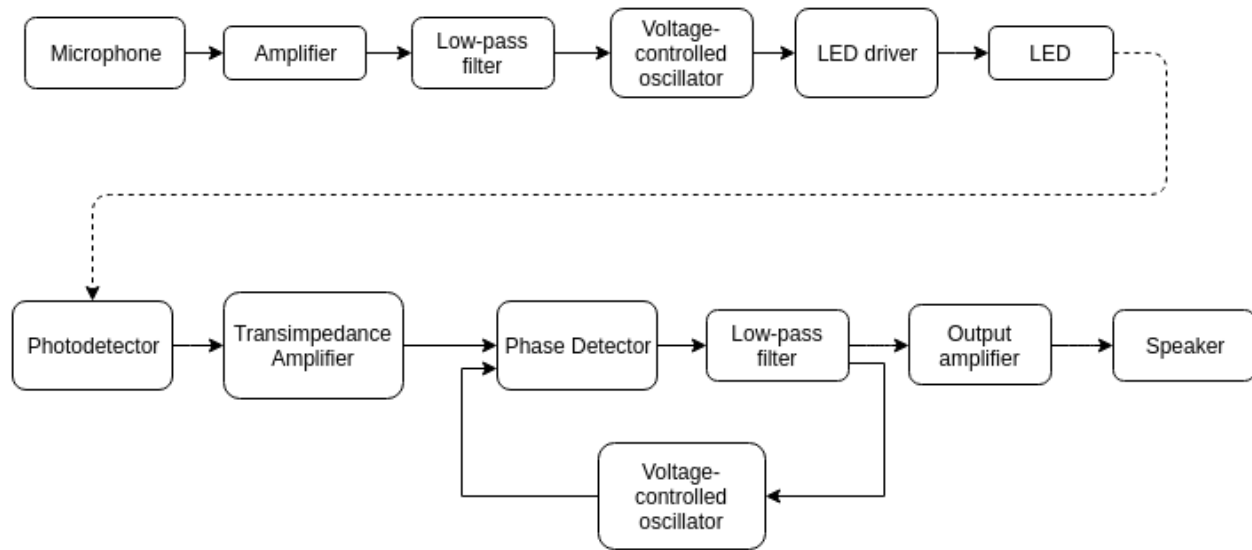 Microphone
Amplifier
Low-pass
filter
Voltage-
controlled
oscillator
LED driver
LED
Photodetector
Transimpedance
Amplifier
Phase Detector
Low-pass
filter
Output
amplifier
Speaker
Voltage-
controlled
oscillator